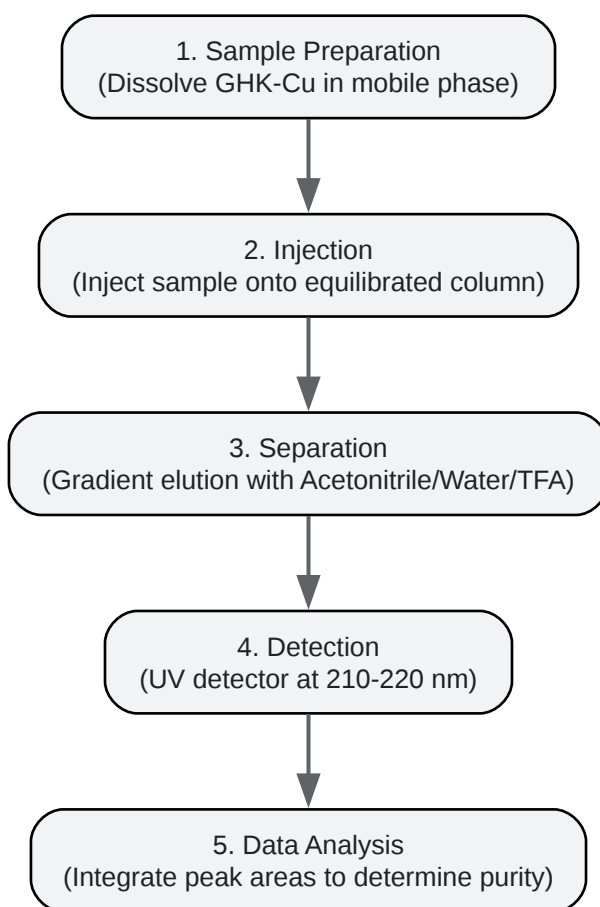 1. Sample Preparation
(Dissolve GHK-Cu in mobile phase)
2. Injection
(Inject sample onto equilibrated column)
3. Separation
(Gradient elution with Acetonitrile/Water/TFA)
4. Detection
(UV detector at 210-220 nm)
5. Data Analysis
(Integrate peak areas to determine purity)